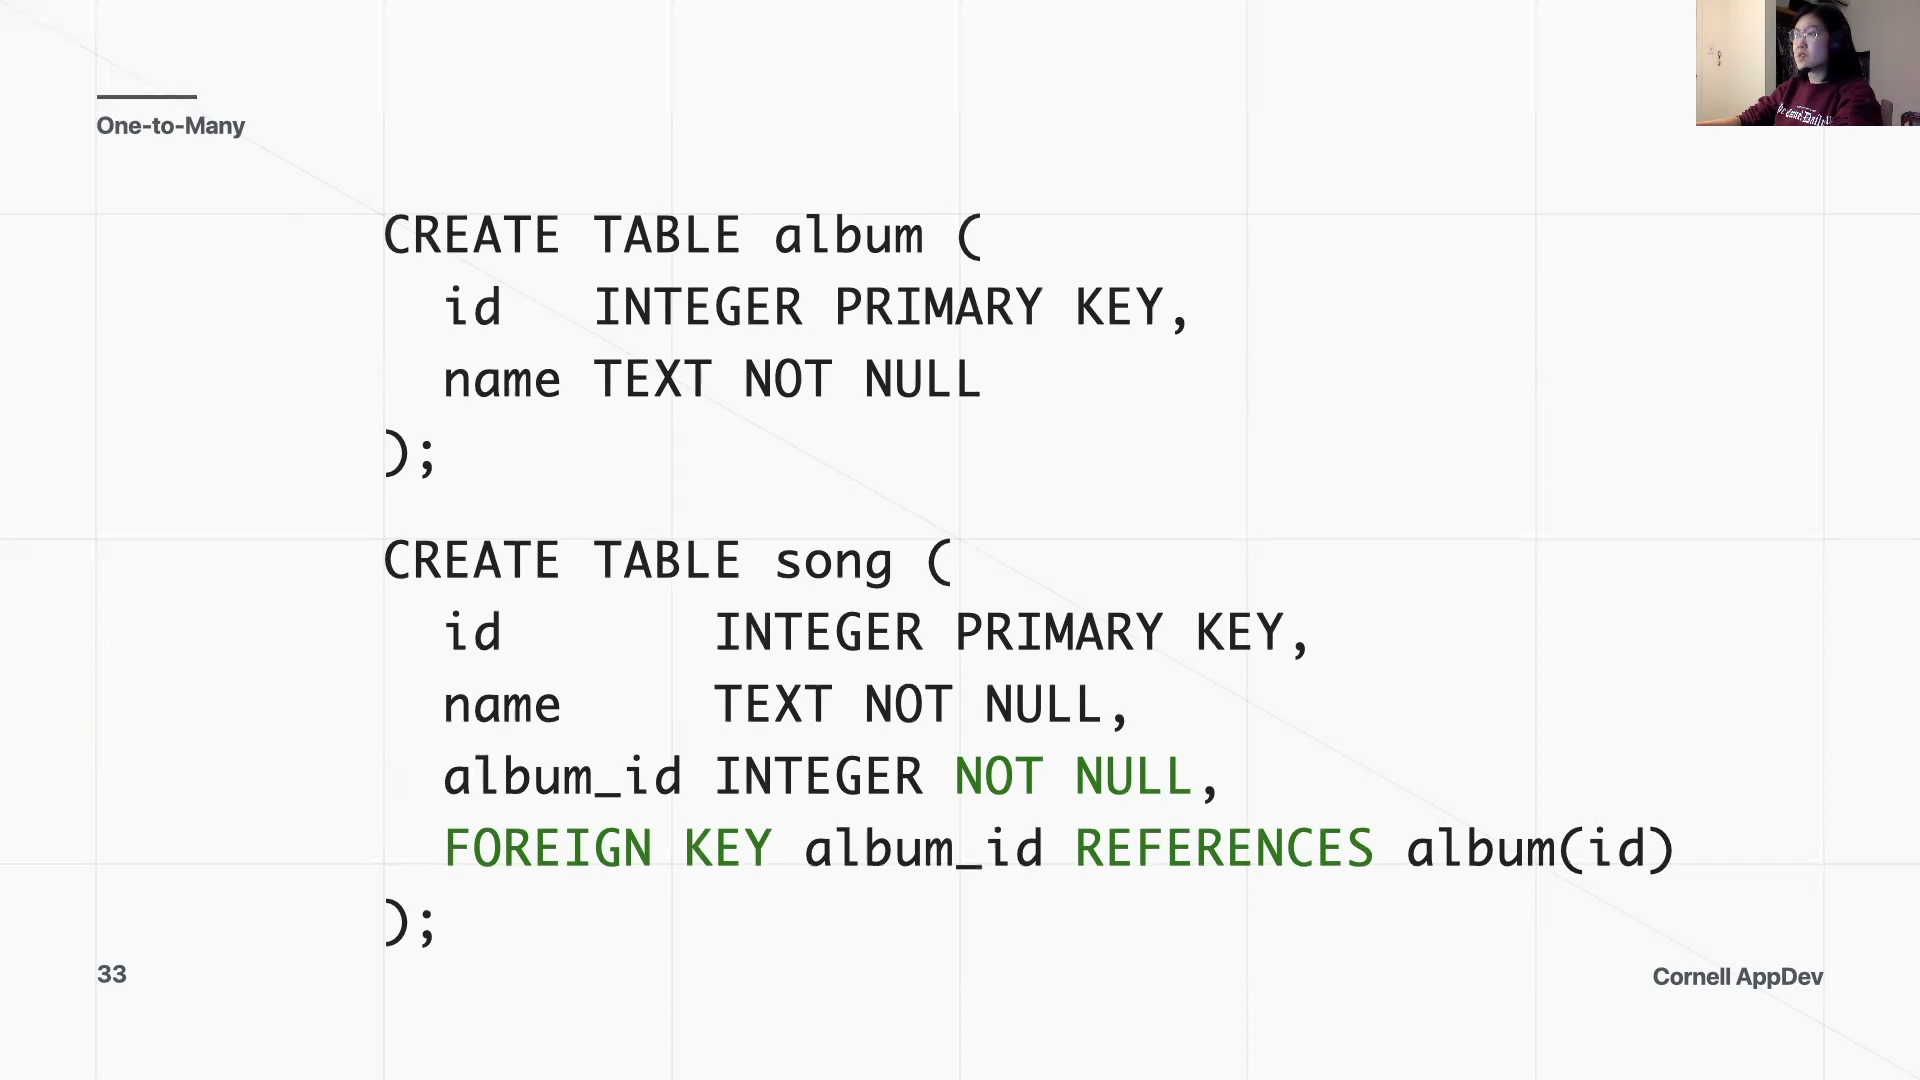 One-to-Many
CREATE TABLE album (
  id   INTEGER PRIMARY KEY,
  name TEXT NOT NULL
);
CREATE TABLE song (
  id       INTEGER PRIMARY KEY,
  name     TEXT NOT NULL,
  album_id INTEGER NOT NULL,
  FOREIGN KEY album_id REFERENCES album(id)
);
33
Cornell AppDev